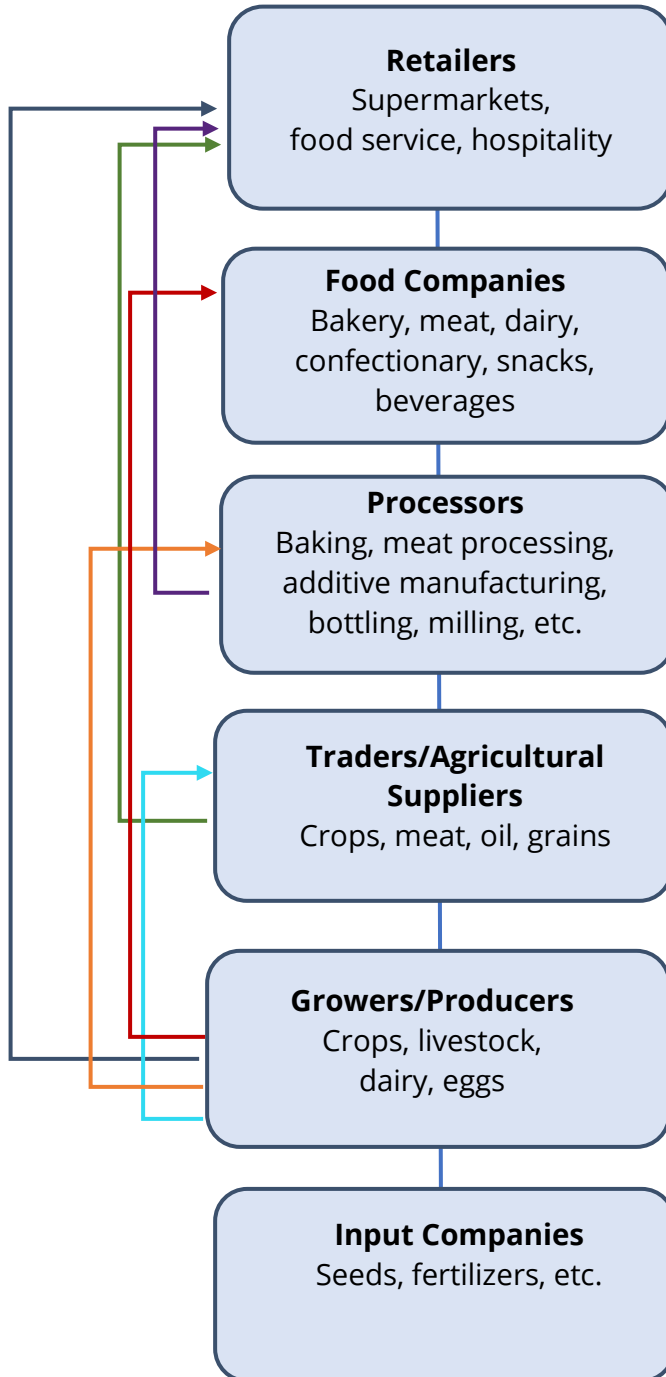 Retailers
Supermarkets,
food service, hospitality
Food Companies
Bakery, meat, dairy,
confectionary, snacks,
beverages
Processors
Baking, meat processing,
additive manufacturing,
bottling, milling, etc.
Traders/Agricultural
Suppliers
Crops, meat, oil, grains
Growers/Producers
Crops, livestock,
dairy, eggs
Input Companies
Seeds, fertilizers, etc.